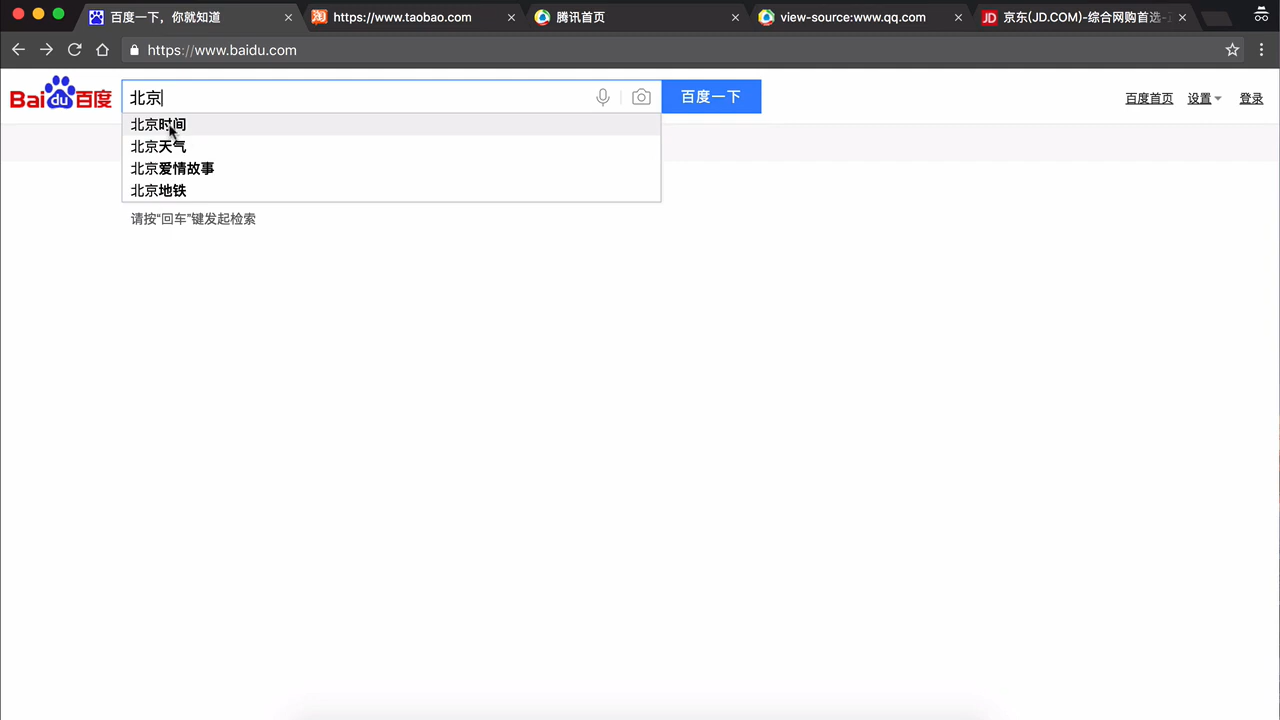 百度一下，你就知道
https://www.taobao.com
腾讯首页
view-source:www.qq.com
京东(JD.COM)-综合网购首选-
https://www.baidu.com
Bai du 百度
北京
百度一下
百度首页
设置
登录
北京时间
北京天气
北京爱情故事
北京地铁
请按“回车”键发起检索